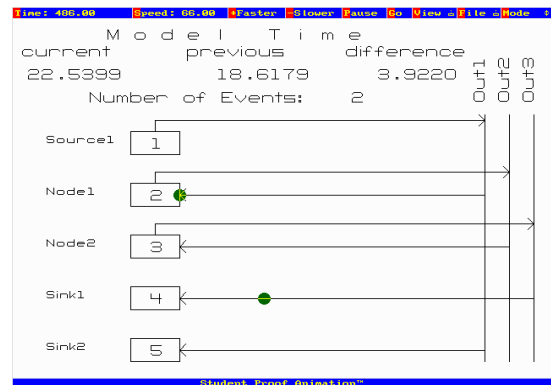 Time: 486.00 Speed: 66.00 +Faster -Slower Pause Go View File Mode
Model Time
current previous difference
22.5399 18.6179 3.9220
Number of Events: 2
Out1
Out2
Out3
Source1 1
Node1 2
Node2 3
Sink1 4
Sink2 5
Student Proof Animation™